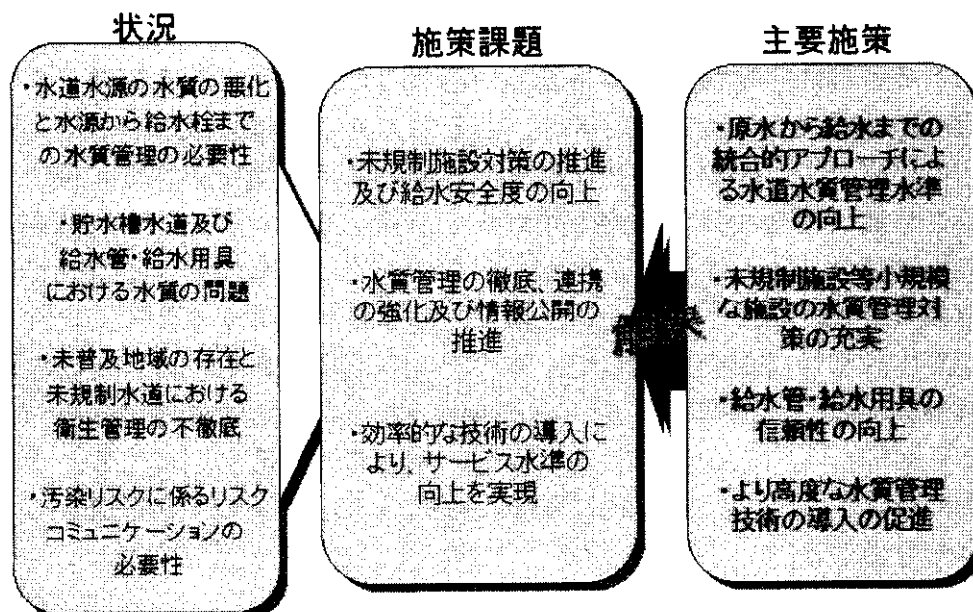 状況
・水道水源の水質の悪化
と水源から給水栓まで
の水質管理の必要性
・貯水槽水道及び
給水管・給水用具
における水質の問題
・未普及地域の存在と
未規制水道における
衛生管理の不徹底
・汚染リスクに係るリスク
コミュニケーションの
必要性
施策課題
・未規制施設対策の推進
及び給水安全度の向上
・水質管理の徹底、連携
の強化及び情報公開の
推進
・効率的な技術の導入に
より、サービス水準の
向上を実現
主要施策
・原水から給水までの
統合的アプローチによ
る水道水質管理水準
の向上
・未規制施設等小規模
な施設の水質管理対
策の充実
・給水管・給水用具の
信頼性の向上
・より高度な水質管理
技術の導入の促進